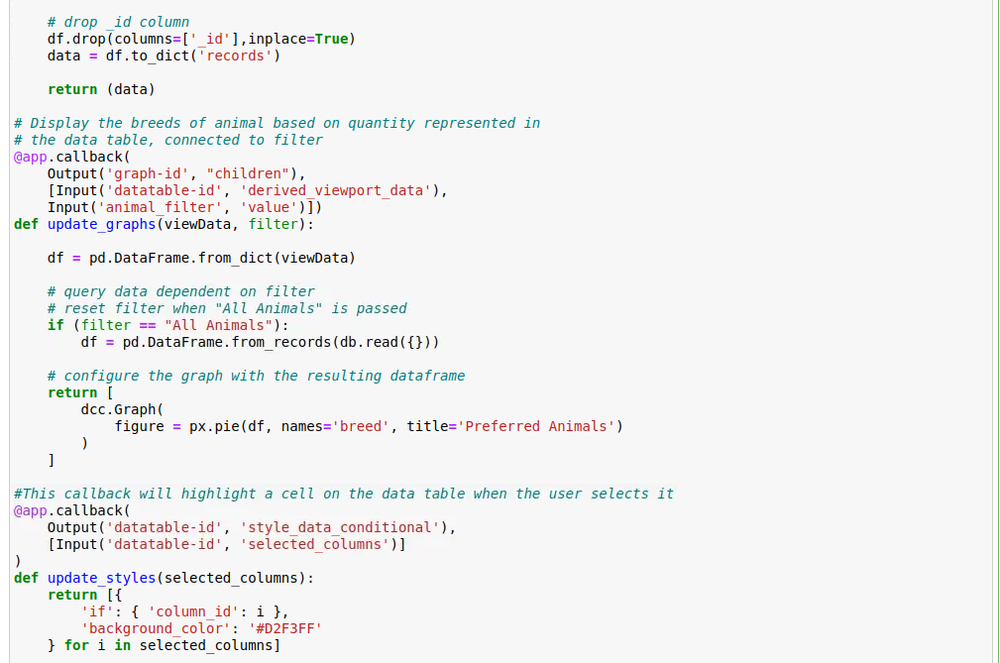 # drop _id column
    df.drop(columns=['_id'],inplace=True)
    data = df.to_dict('records')

    return (data)

# Display the breeds of animal based on quantity represented in
# the data table, connected to filter
@app.callback(
    Output('graph-id', "children"),
    [Input('datatable-id', 'derived_viewport_data'),
    Input('animal_filter', 'value')])
def update_graphs(viewData, filter):

    df = pd.DataFrame.from_dict(viewData)

    # query data dependent on filter
    # reset filter when "All Animals" is passed
    if (filter == "All Animals"):
        df = pd.DataFrame.from_records(db.read({}))

    # configure the graph with the resulting dataframe
    return [
        dcc.Graph(
            figure = px.pie(df, names='breed', title='Preferred Animals')
        )
    ]

#This callback will highlight a cell on the data table when the user selects it
@app.callback(
    Output('datatable-id', 'style_data_conditional'),
    [Input('datatable-id', 'selected_columns')]
)
def update_styles(selected_columns):
    return [{
        'if': { 'column_id': i },
        'background_color': '#D2F3FF'
    } for i in selected_columns]